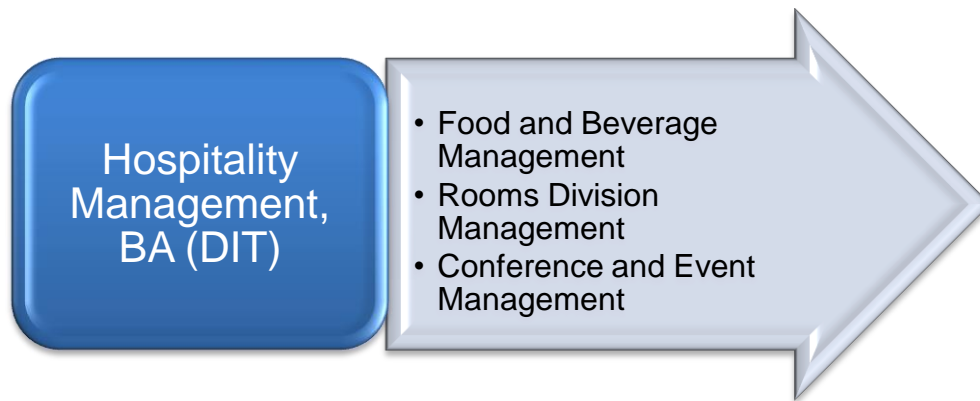 Hospitality
Management,
BA (DIT)
• Food and Beverage
Management
• Rooms Division
Management
• Conference and Event
Management